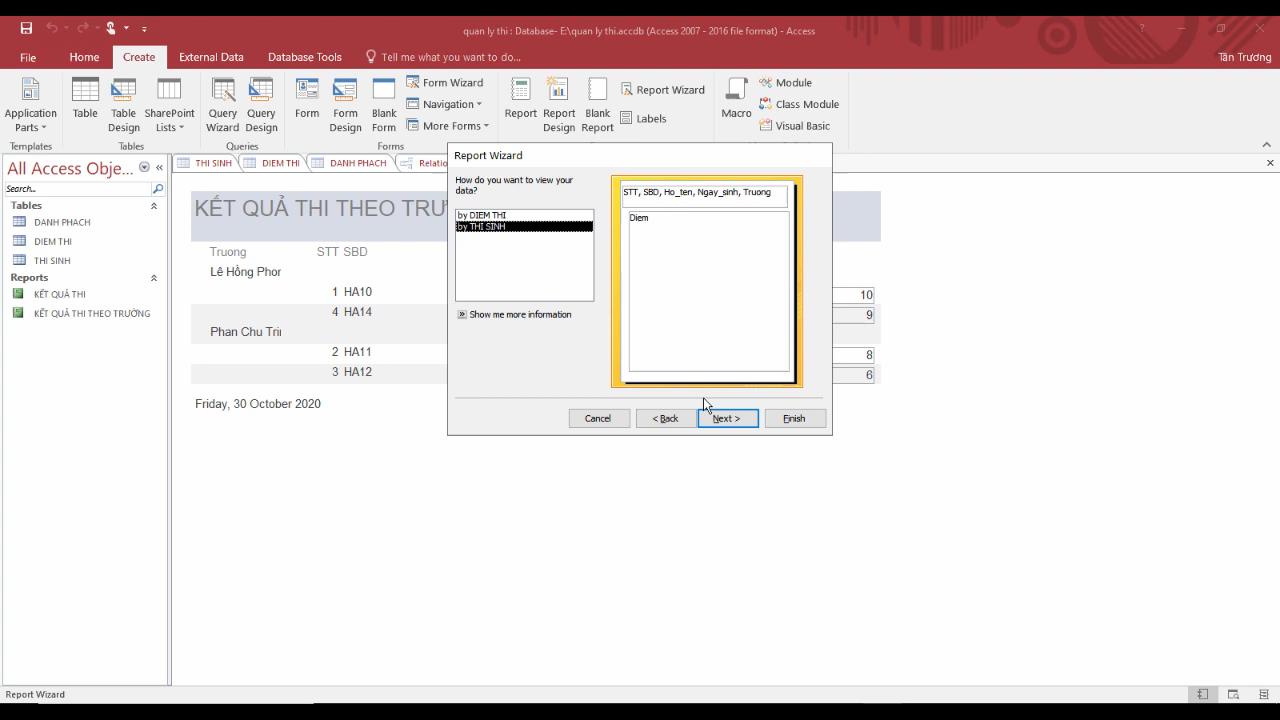 quan ly thi : Database- E:\quan ly thi.accdb (Access 2007 - 2016 file format) - Access
?
File Home Create External Data Database Tools Tell me what you want to do... Tân Trương
Application Parts
Table
Table Design
SharePoint Lists
Query Wizard
Query Design
Form
Form Design
Blank Form
Form Wizard
Navigation
More Forms
Report
Report Design
Blank Report
Report Wizard
Labels
Macro
Module
Class Module
Visual Basic
Templates Tables Queries Forms
All Access Obje...
Search...
Tables
DANH PHACH
DIEM THI
THI SINH
Reports
KẾT QUẢ THI
KẾT QUẢ THI THEO TRƯỜNG
THI SINH DIEM THI DANH PHACH Relatio
KẾT QUẢ THI THEO TRƯ
Truong STT SBD
Lê Hồng Phor
1 HA10 10
4 HA14 9
Phan Chu Trii
2 HA11 8
3 HA12 6
Friday, 30 October 2020
Report Wizard
How do you want to view your data?
by DIEM THI
by THI SINH
Show me more information
STT, SBD, Ho_ten, Ngay_sinh, Truong
Diem
Cancel < Back Next > Finish
Report Wizard